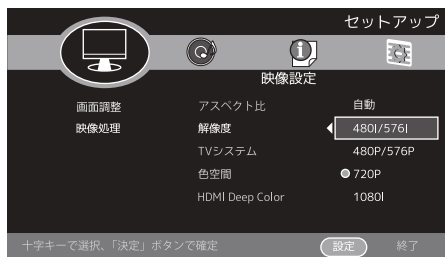 セットアップ
映像設定
画面調整
映像処理
アスペクト比
解像度
TVシステム
色空間
HDMI Deep Color
自動
480I/576I
480P/576P
720P
1080I
十字キーで選択、「決定」ボタンで確定
設定
終了